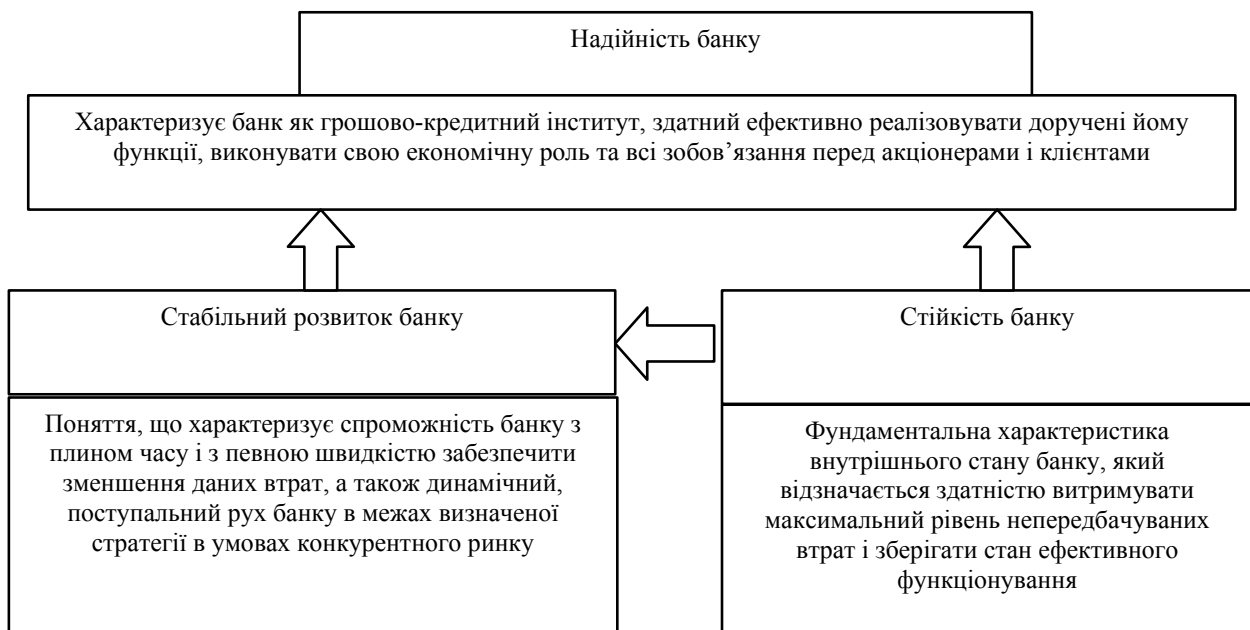 Надійність банку
Характеризує банк як грошово-кредитний інститут, здатний ефективно реалізовувати доручені йому
функції, виконувати свою економічну роль та всі зобов’язання перед акціонерами і клієнтами
Стабільний розвиток банку
Поняття, що характеризує спроможність банку з
плином часу і з певною швидкістю забезпечити
зменшення даних втрат, а також динамічний,
поступальний рух банку в межах визначеної
стратегії в умовах конкурентного ринку
Стійкість банку
Фундаментальна характеристика
внутрішнього стану банку, який
відзначається здатністю витримувати
максимальний рівень непередбачуваних
втрат і зберігати стан ефективного
функціонування